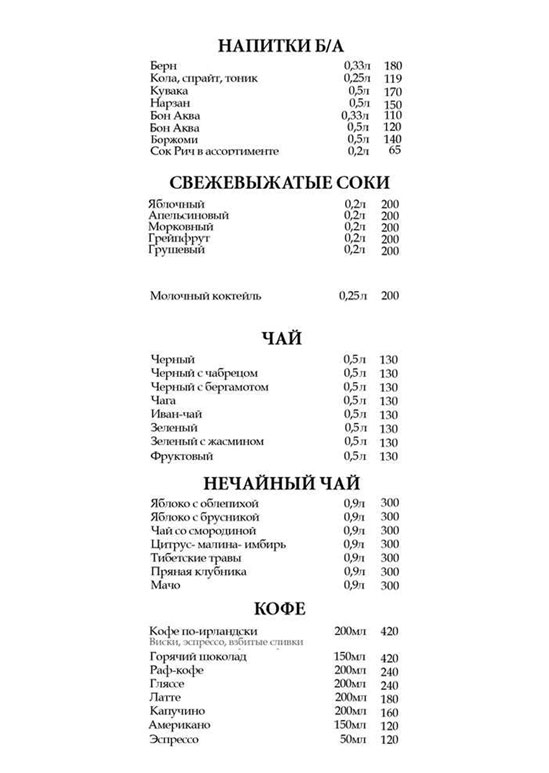 НАПИТКИ Б/А
Берн 0,33л 180
Кола, спрайт, тоник 0,25л 119
Кувака 0,5л 170
Нарзан 0,5л 150
Бон Аква 0,33л 110
Бон Аква 0,5л 120
Боржоми 0,5л 140
Сок Рич в ассортименте 0,2л 65
СВЕЖЕВЫЖАТЫЕ СОКИ
Яблочный 0,2л 200
Апельсиновый 0,2л 200
Морковный 0,2л 200
Грейпфрут 0,2л 200
Грушевый 0,2л 200
Молочный коктейль 0,25л 200
ЧАЙ
Черный 0,5л 130
Черный с чабрецом 0,5л 130
Черный с бергамотом 0,5л 130
Чага 0,5л 130
Иван-чай 0,5л 130
Зеленый 0,5л 130
Зеленый с жасмином 0,5л 130
Фруктовый 0,5л 130
НЕЧАЙНЫЙ ЧАЙ
Яблоко с облепихой 0,9л 300
Яблоко с брусникой 0,9л 300
Чай со смородиной 0,9л 300
Цитрус- малина- имбирь 0,9л 300
Тибетские травы 0,9л 300
Пряная клубника 0,9л 300
Мачо 0,9л 300
КОФЕ
Кофе по-ирландски 200мл 420
Виски, эспрессо, взбитые сливки
Горячий шоколад 150мл 420
Раф-кофе 200мл 240
Гляссе 200мл 240
Латте 200мл 180
Капучино 200мл 160
Американо 150мл 120
Эспрессо 50мл 120